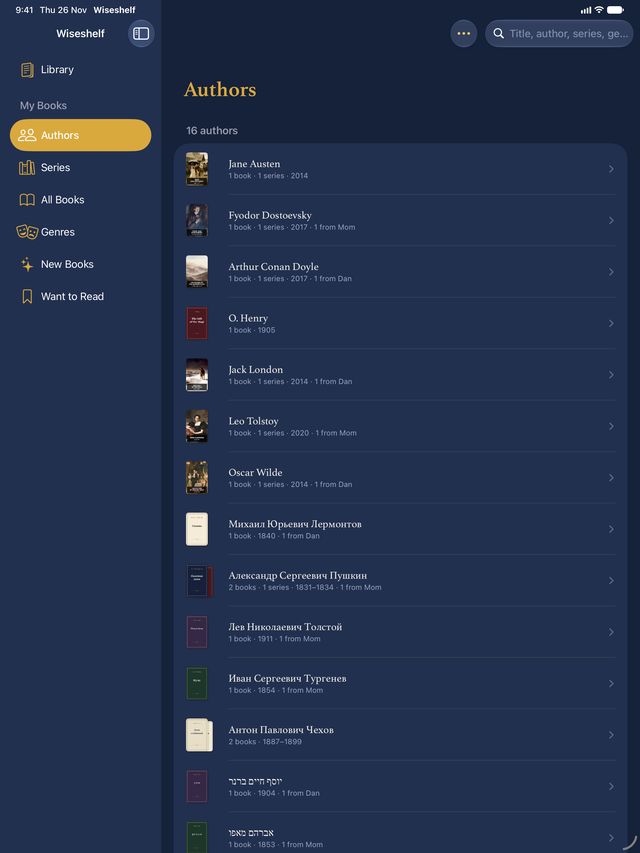 9:41 Thu 26 Nov Wiseshelf
Wiseshelf
Title, author, series, ge...
Library
My Books
Authors
Series
All Books
Genres
New Books
Want to Read
Authors
16 authors
Jane Austen
1 book · 1 series · 2014
Fyodor Dostoevsky
1 book · 1 series · 2017 · 1 from Mom
Arthur Conan Doyle
1 book · 1 series · 2017 · 1 from Dan
O. Henry
1 book · 1905
Jack London
1 book · 1 series · 2014 · 1 from Dan
Leo Tolstoy
1 book · 1 series · 2020 · 1 from Mom
Oscar Wilde
1 book · 1 series · 2014 · 1 from Dan
Михаил Юрьевич Лермонтов
1 book · 1840 · 1 from Dan
Александр Сергеевич Пушкин
2 books · 1 series · 1831–1834 · 1 from Mom
Лев Николаевич Толстой
1 book · 1911 · 1 from Mom
Иван Сергеевич Тургенев
1 book · 1854 · 1 from Mom
Антон Павлович Чехов
2 books · 1887–1899
יוסף חיים ברנר
1 book · 1904 · 1 from Dan
אברהם מאפו
1 book · 1853 · 1 from Mom